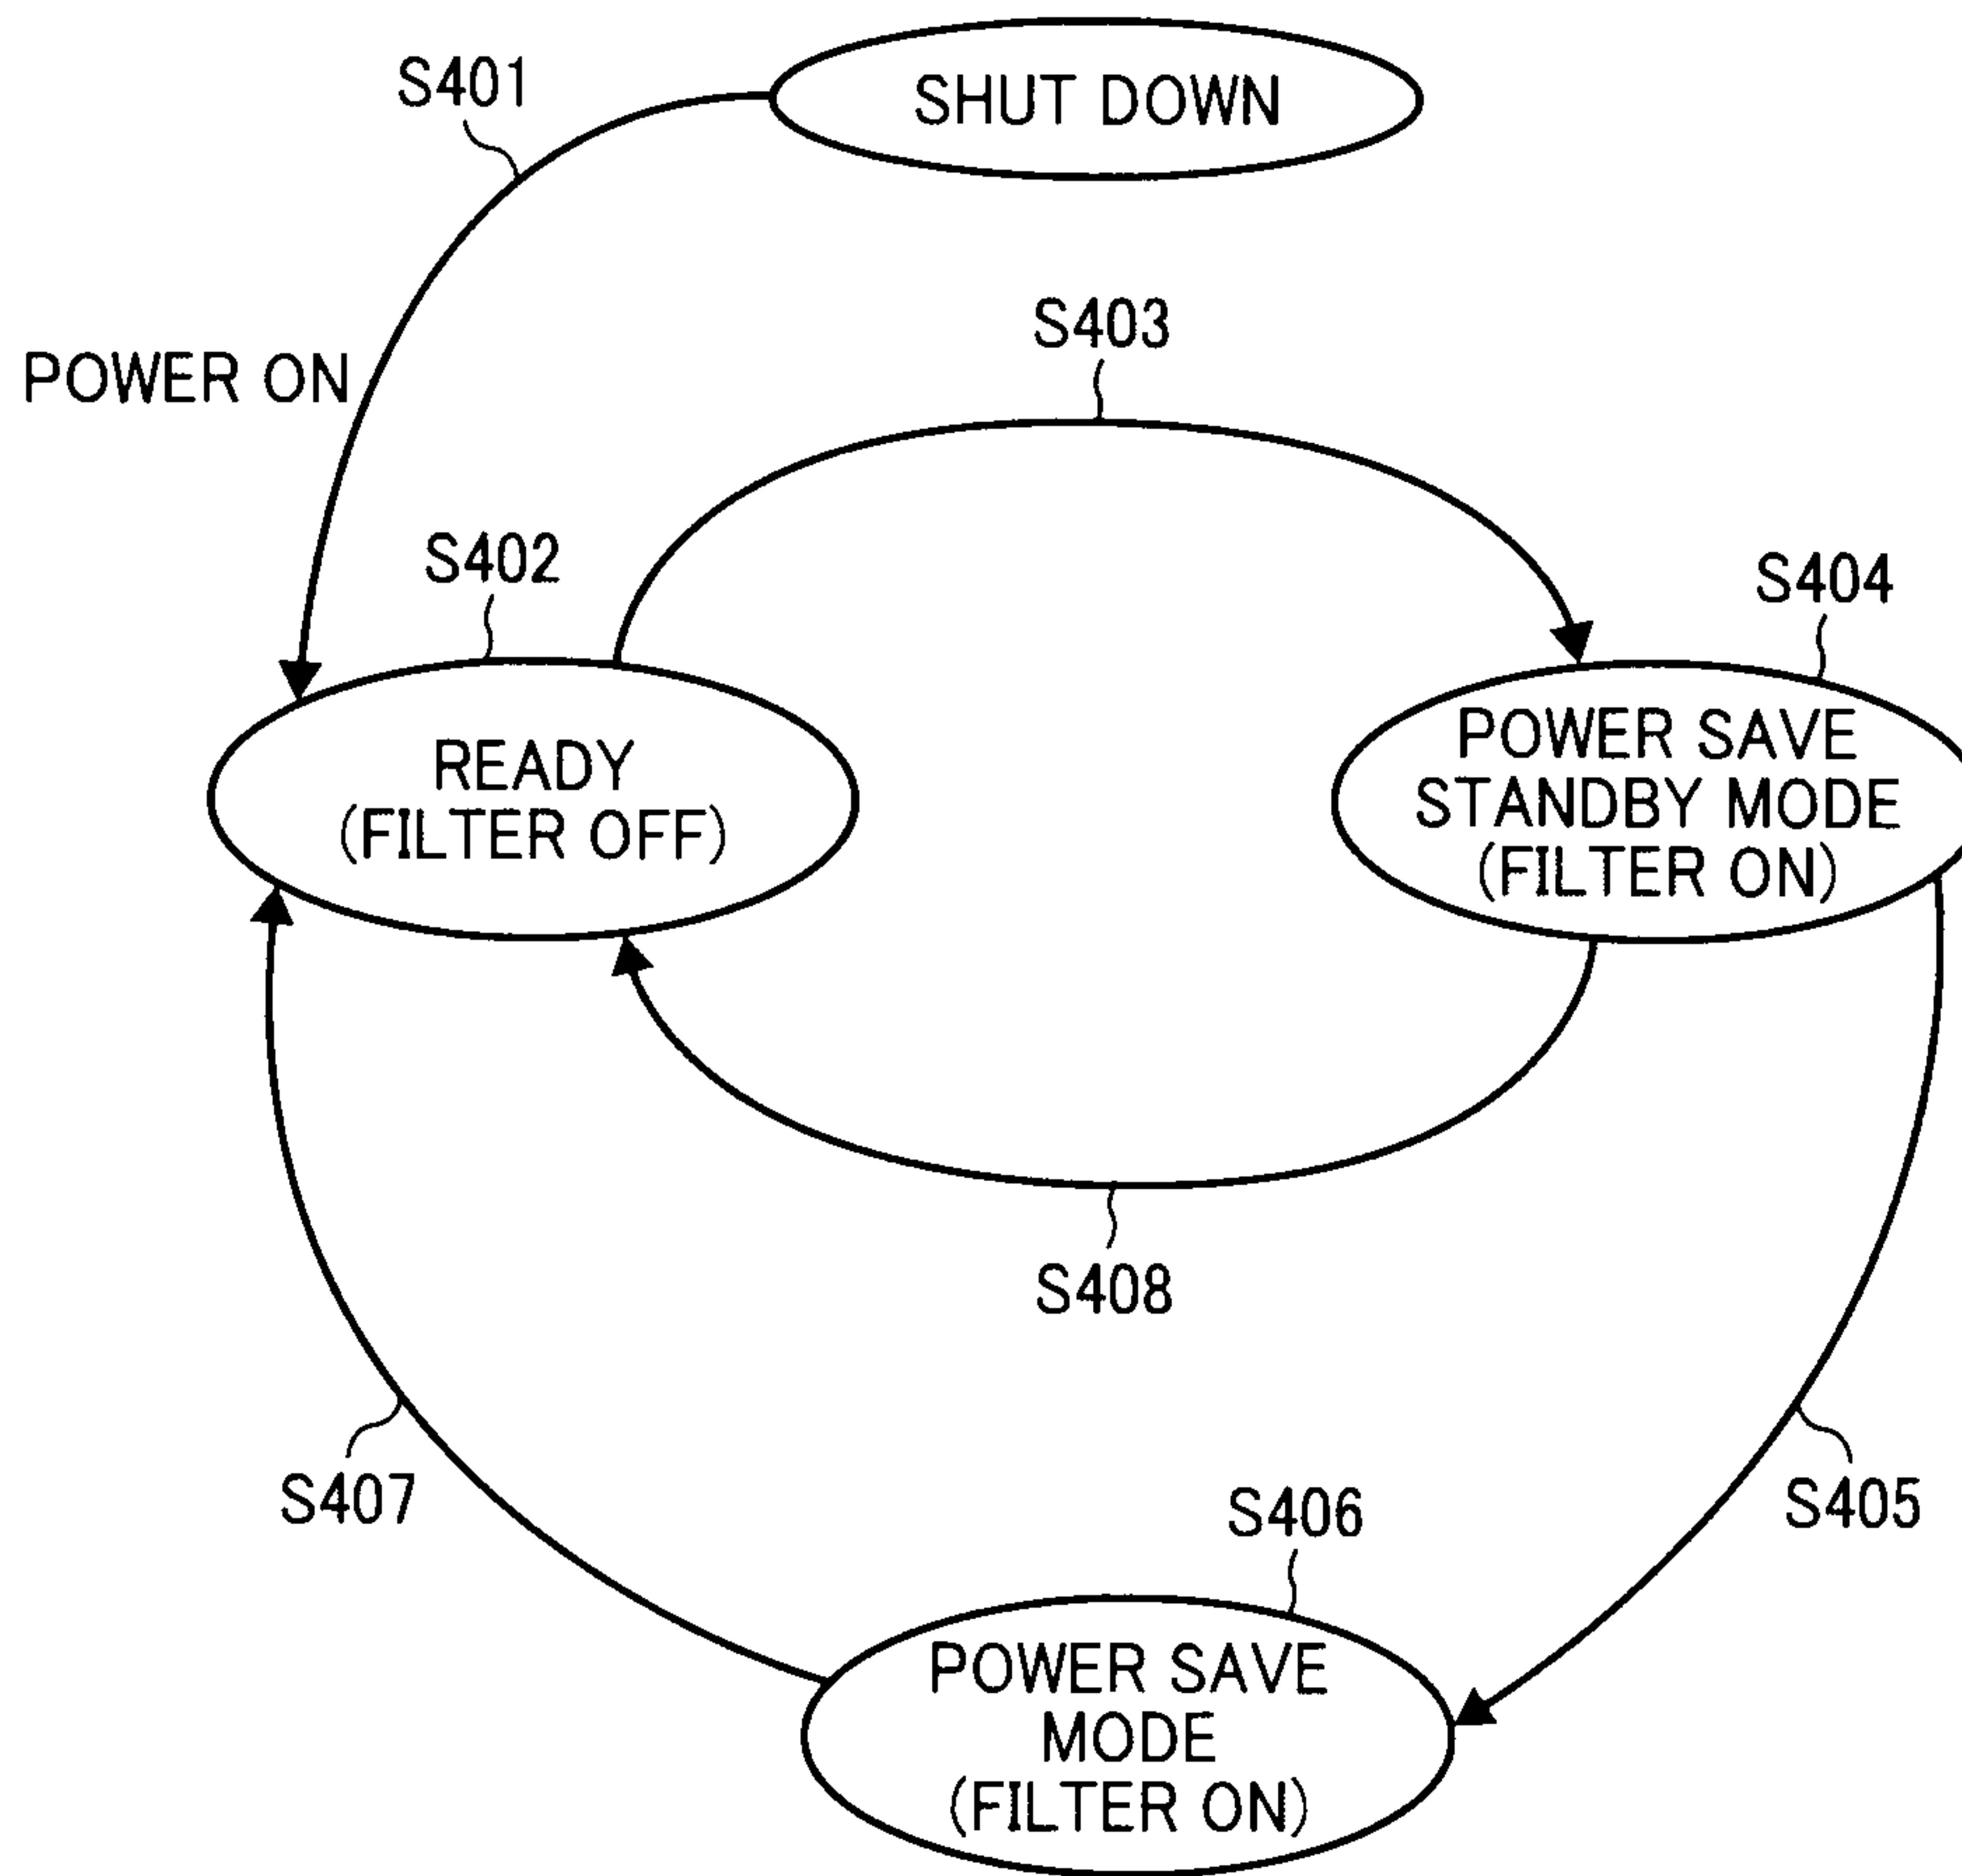 S401
SHUT DOWN
POWER ON
S403
S402
S404
READY
(FILTER OFF)
POWER SAVE
STANDBY MODE
(FILTER ON)
S408
S407
S406
S405
POWER SAVE
MODE
(FILTER ON)